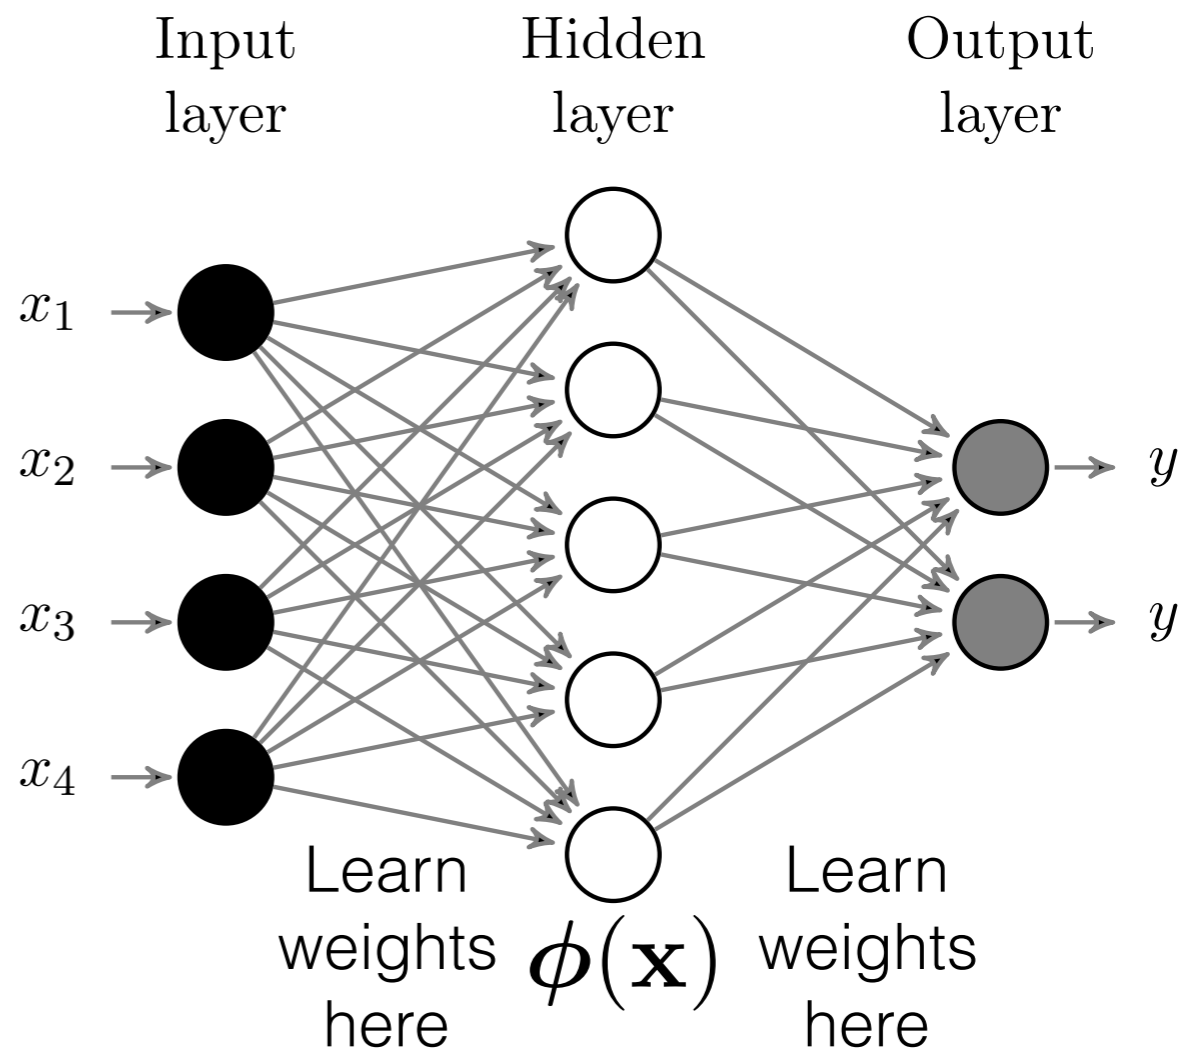 Input layer
Hidden layer
Output layer
x₁
x₂
x₃
x₄
y
y
Learn weights here
ϕ(x)
Learn weights here